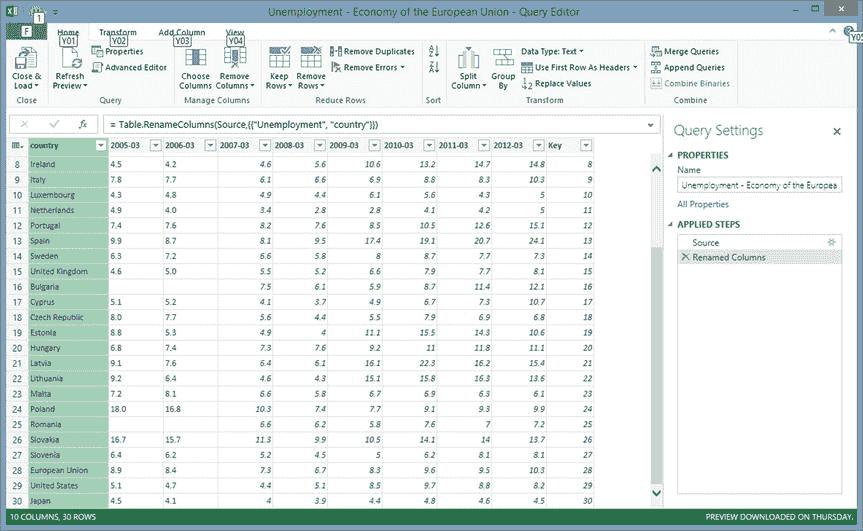 Unemployment - Economy of the European Union - Query Editor
1
F
Home Transform Add Column View
Y01 Y02 Y03 Y04
Close & Load
Refresh Preview
Properties
Advanced Editor
Choose Columns
Remove Columns
Keep Rows
Remove Rows
Remove Duplicates
Remove Errors
Split Column
Group By
Data Type: Text
Use First Row As Headers
Replace Values
Merge Queries
Append Queries
Combine Binaries
Close Query Manage Columns Reduce Rows Sort Transform Combine
fx = Table.RenameColumns(Source,{{"Unemployment", "country"}})
country 2005-03 2006-03 2007-03 2008-03 2009-03 2010-03 2011-03 2012-03 Key
8 Ireland 4.5 4.2 4.6 5.6 10.6 13.2 14.7 14.8 8
9 Italy 7.8 7.7 6.1 6.6 6.9 8.8 8.3 10.3 9
10 Luxembourg 4.3 4.8 4.9 4.4 6.1 5.6 4.3 5 10
11 Netherlands 4.9 4.0 3.4 2.8 2.8 4.1 4.2 5 11
12 Portugal 7.4 7.6 8.2 7.6 8.5 10.5 12.6 15.1 12
13 Spain 9.9 8.7 8.1 9.5 17.4 19.1 20.7 24.1 13
14 Sweden 6.3 7.2 6.6 5.8 8 8.7 7.7 7.3 14
15 United Kingdom 4.6 5.0 5.5 5.2 6.6 7.9 7.7 8.1 15
16 Bulgaria 7.5 6.1 5.9 8.7 11.4 12.1 16
17 Cyprus 5.1 5.2 4.1 3.7 4.9 6.7 7.3 10.7 17
18 Czech Republic 8.0 7.7 5.6 4.4 5.5 7.9 6.9 6.8 18
19 Estonia 8.8 5.3 4.9 4 11.1 15.5 14.3 10.6 19
20 Hungary 6.8 7.4 7.3 7.6 9.2 11 11.8 11.1 20
21 Latvia 9.1 7.6 6.4 6.1 16.1 22.3 16.2 15.4 21
22 Lithuania 9.2 6.4 4.6 4.3 15.1 15.8 16.3 13.6 22
23 Malta 7.2 8.1 6.6 5.8 6.7 6.9 6.3 6.1 23
24 Poland 18.0 16.8 10.3 7.4 7.7 9.1 9.3 9.9 24
25 Romania 6.6 6.2 5.8 7.6 7 7.2 25
26 Slovakia 16.7 15.7 11.3 9.9 10.5 14.1 14 13.7 26
27 Slovenia 6.4 6.2 5.2 4.5 5 6.2 8.1 8.1 27
28 European Union 8.9 8.4 7.3 6.7 8.3 9.6 9.5 10.3 28
29 United States 5.1 4.7 4.4 5.1 8.5 9.7 8.8 8.2 29
30 Japan 4.5 4.1 4 3.9 4.4 4.8 4.6 4.5 30
Query Settings
PROPERTIES
Name
Unemployment - Economy of the Europea
All Properties
APPLIED STEPS
Source
Renamed Columns
10 COLUMNS, 30 ROWS
PREVIEW DOWNLOADED ON THURSDAY.